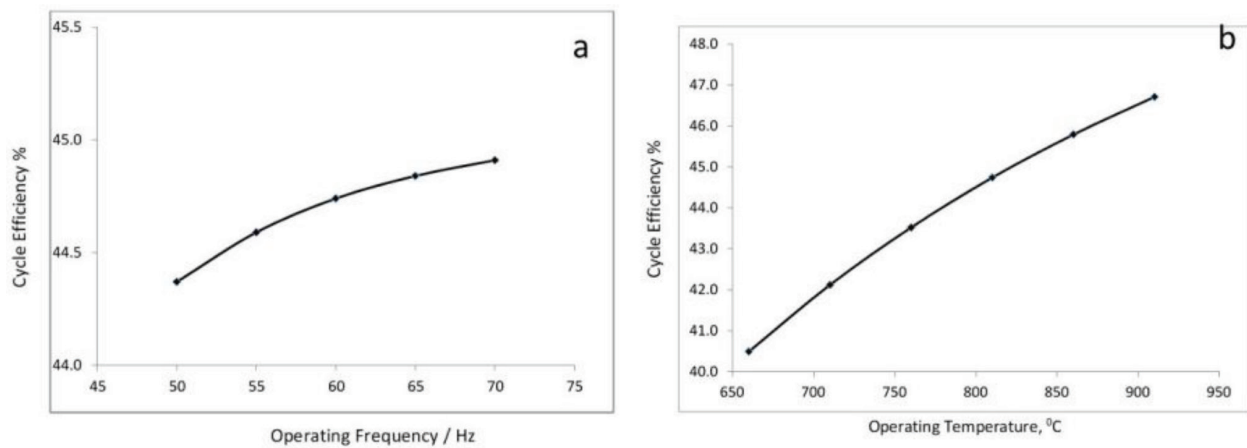 a
45.5
45.0
44.5
44.0
45 50 55 60 65 70 75
Cycle Efficiency %
Operating Frequency / Hz
b
48.0
47.0
46.0
45.0
44.0
43.0
42.0
41.0
40.0
650 700 750 800 850 900 950
Cycle Efficiency %
Operating Temperature, ⁰C